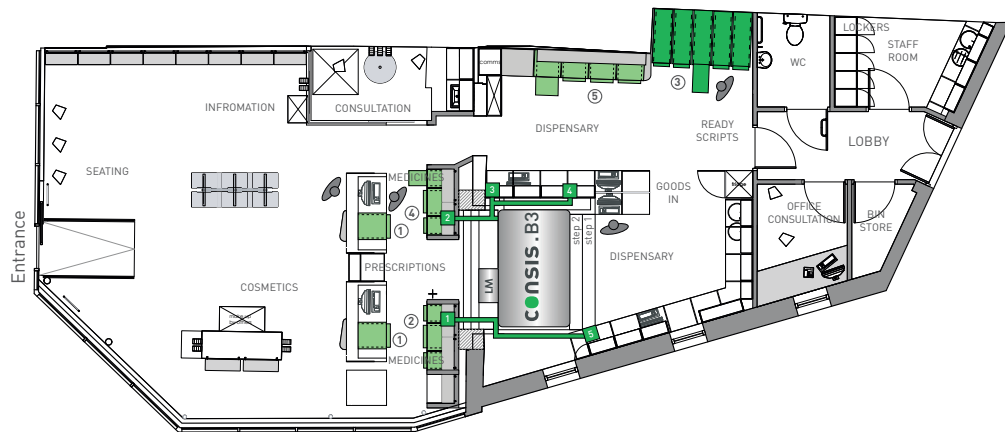 LOCKERS
STAFF
ROOM
WC
comms
③
⑤
INFROMATION
CONSULTATION
DISPENSARY
READY
SCRIPTS
LOBBY
SEATING
MEDICINES
3
4
GOODS
IN
④
①
2
OFFICE
CONSULTATION
BIN
STORE
Entrance
PRESCRIPTIONS
consis.B3
step 2
step 1
DISPENSARY
LM
COSMETICS
②
1
①
5
MEDICINES